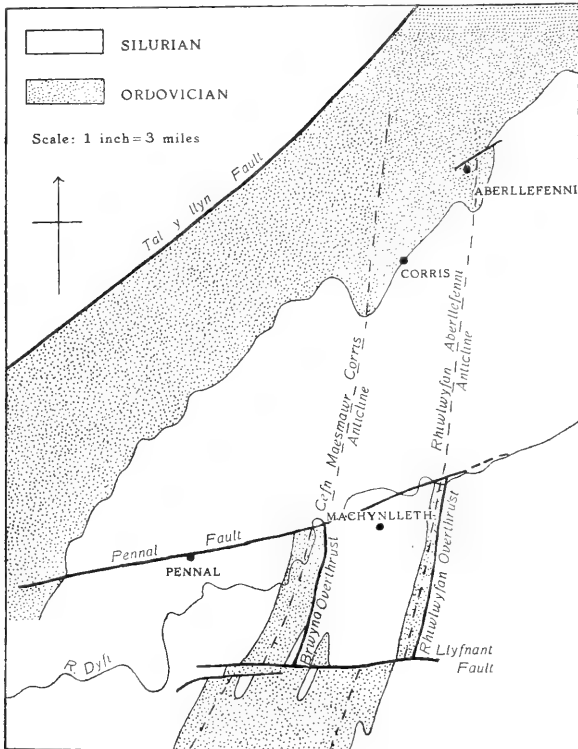 SILURIAN
ORDOVICIAN
Scale: 1 inch = 3 miles
Tal y llyn Fault
ABERLLEFENNI
CORRIS
Cefn Maesmawr Corris
Anticline
Rhiwlwyfan Aberllefenni
Anticline
MACHYNLLETH
Pennal Fault
PENNAL
Brwyno Overthrust
Rhiwlwyfan Overthrust
Llyfnant
Fault
R. Dyfi